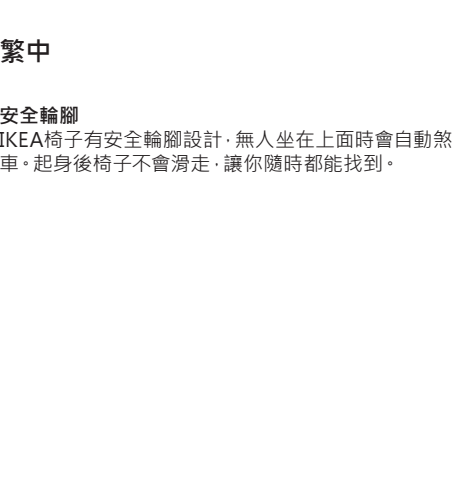 繁中
安全輪腳
IKEA椅子有安全輪腳設計，無人坐在上面時會自動煞
車。起身後椅子不會滑走，讓你隨時都能找到。